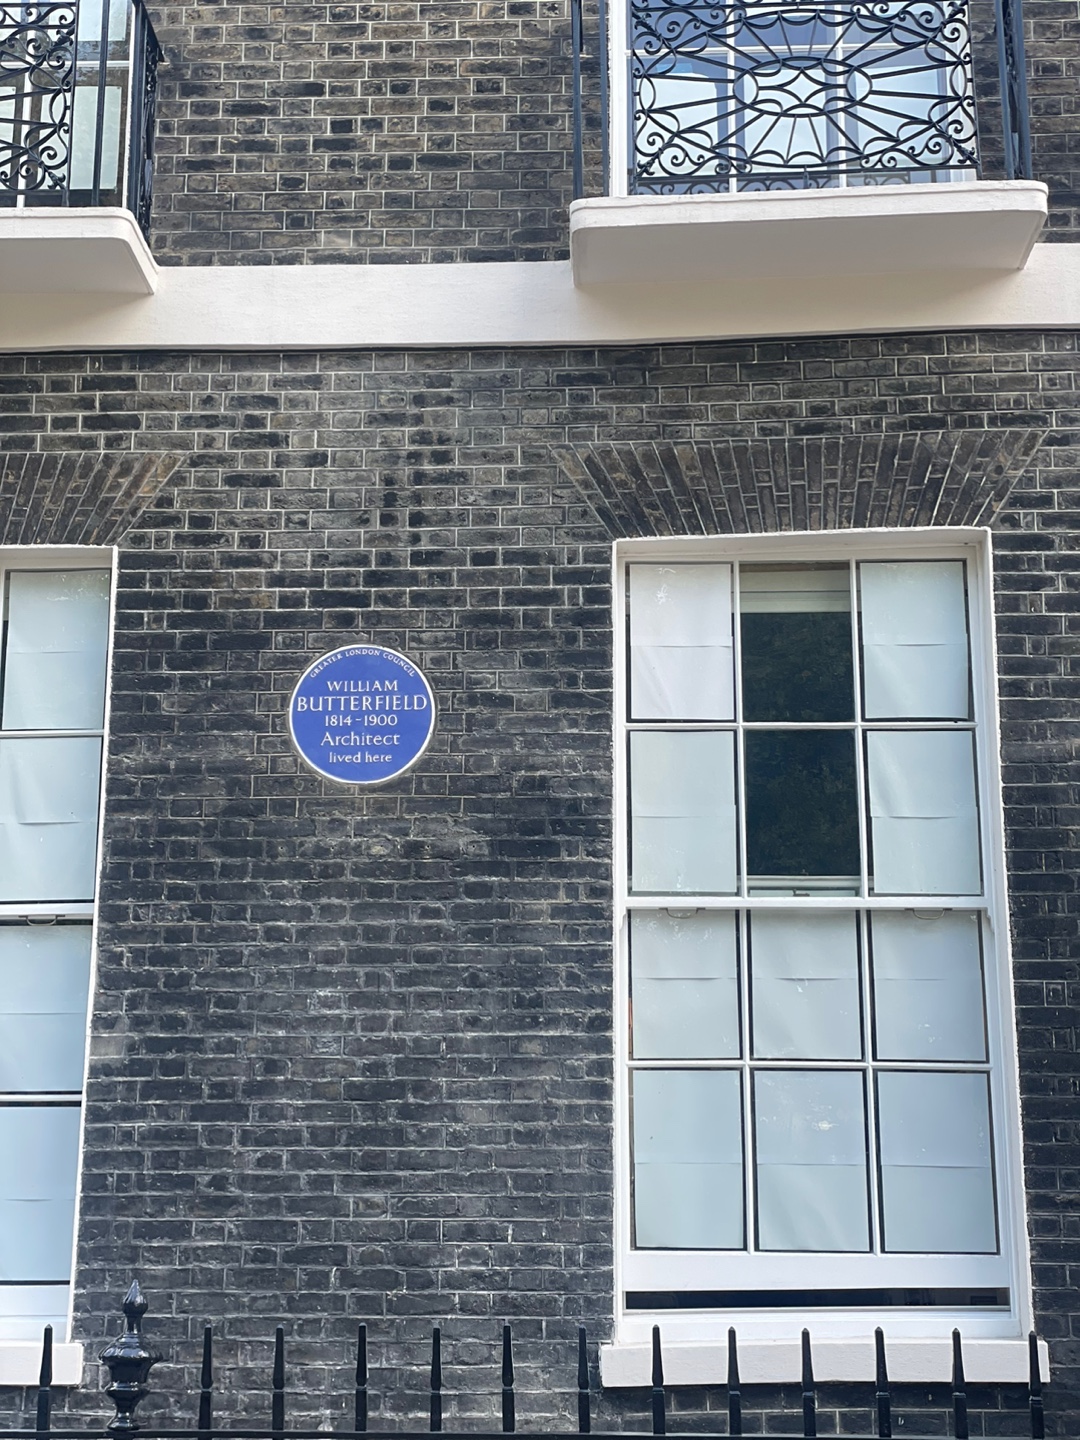 GREATER LONDON COUNCIL
WILLIAM
BUTTERFIELD
1814-1900
Architect
lived here